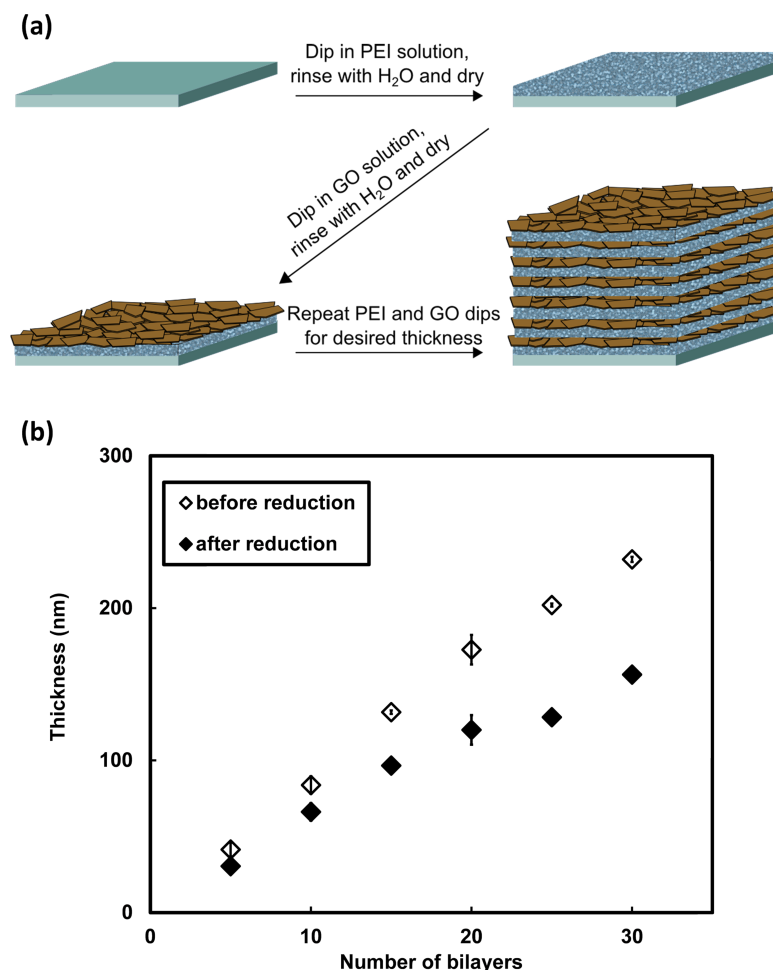 (a)
Dip in PEI solution,
rinse with H₂O and dry
Dip in GO solution,
rinse with H₂O and dry
Repeat PEI and GO dips
for desired thickness
(b)
300
200
100
0
Thickness (nm)
before reduction
after reduction
0 10 20 30
Number of bilayers